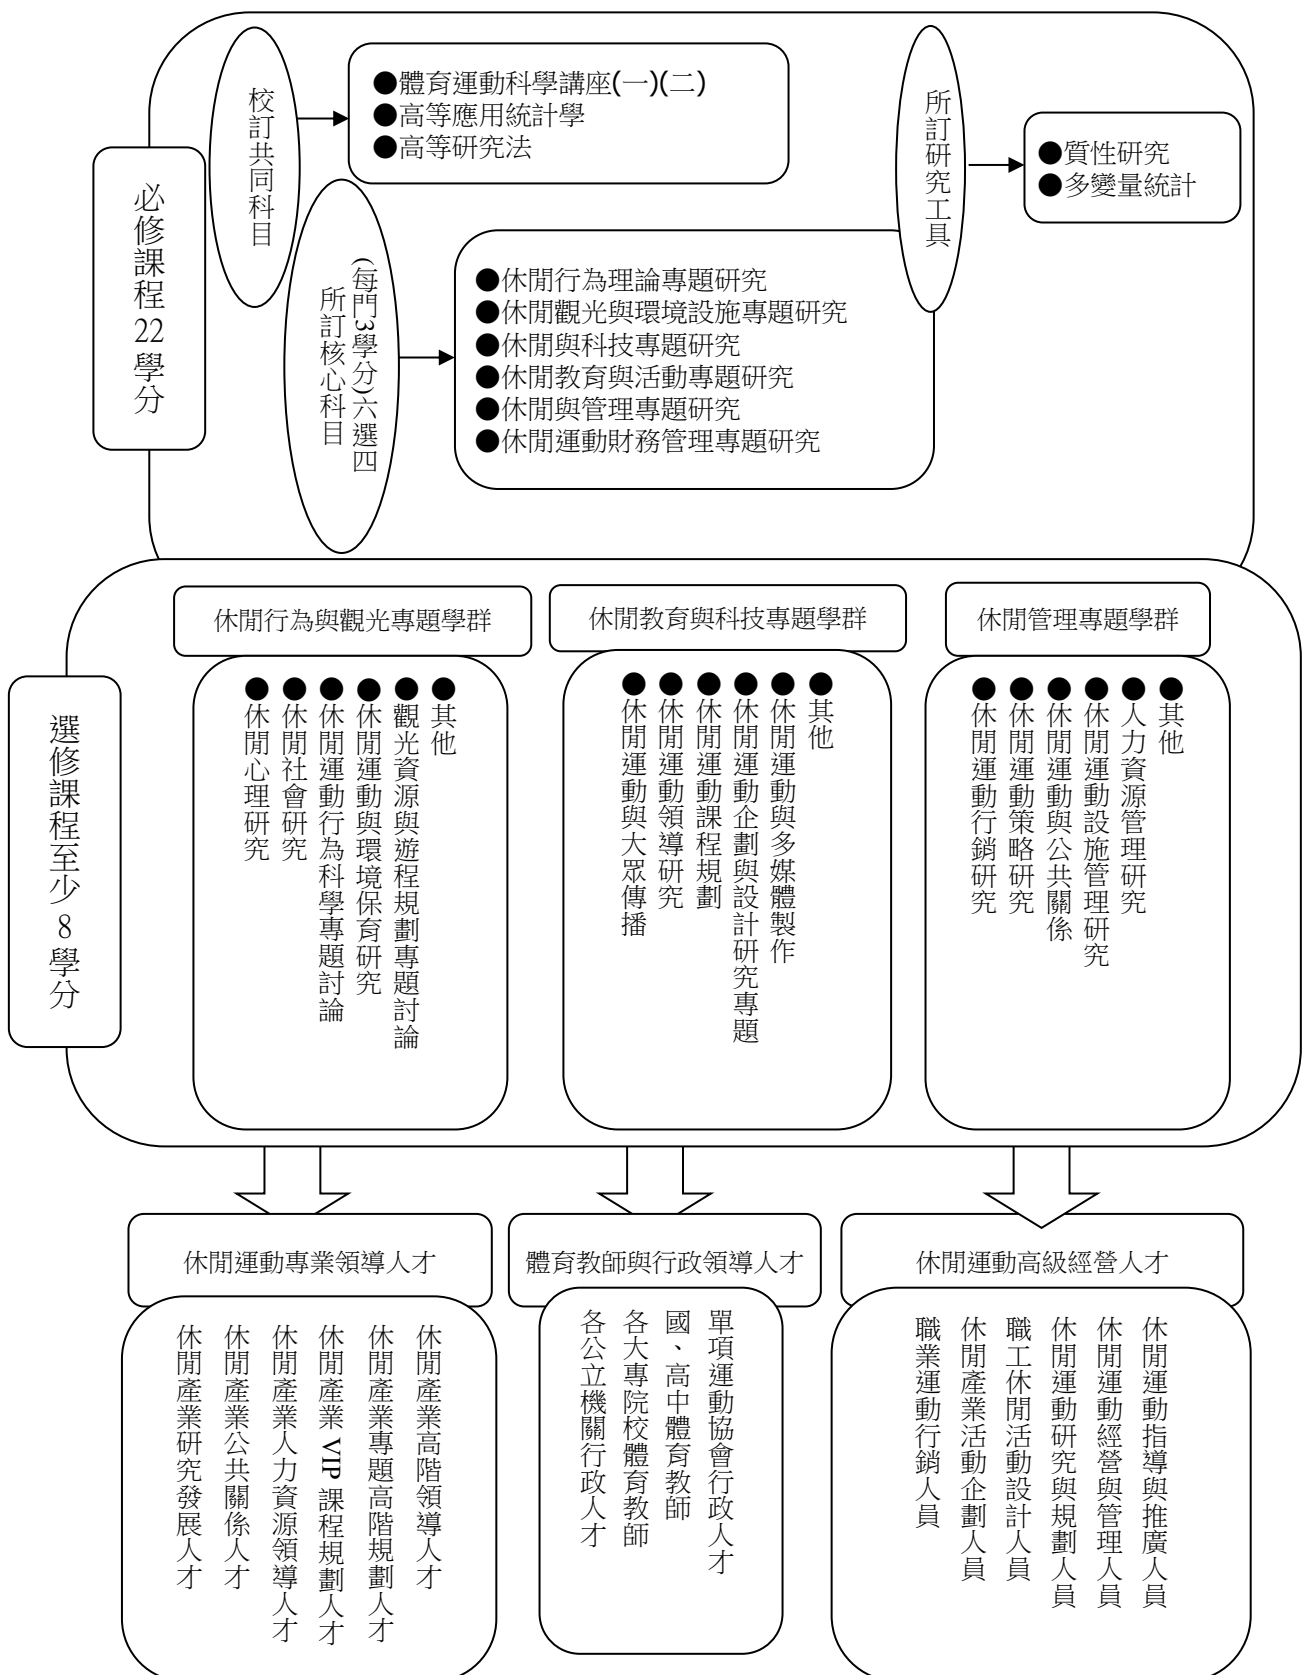 必修課程22學分
校訂共同科目
●體育運動科學講座(一)(二)
●高等應用統計學
●高等研究法
所訂研究工具
●質性研究
●多變量統計
(每門3學分)六選四
所訂核心科目
●休閒行為理論專題研究
●休閒觀光與環境設施專題研究
●休閒與科技專題研究
●休閒教育與活動專題研究
●休閒與管理專題研究
●休閒運動財務管理專題研究
選修課程至少8學分
休閒行為與觀光專題學群
●其他
●觀光資源與遊程規劃專題討論
●休閒運動與環境保育研究
●休閒運動行為科學專題討論
●休閒社會研究
●休閒心理研究
休閒教育與科技專題學群
●其他
●休閒運動與多媒體製作
●休閒運動企劃與設計研究專題
●休閒運動課程規劃
●休閒運動領導研究
●休閒運動與大眾傳播
休閒管理專題學群
●其他
●人力資源管理研究
●休閒運動設施管理研究
●休閒運動與公共關係
●休閒運動策略研究
●休閒運動行銷研究
休閒運動專業領導人才
休閒產業高階領導人才
休閒產業專題高階規劃人才
休閒產業 VIP 課程規劃人才
休閒產業人力資源領導人才
休閒產業公共關係人才
休閒產業研究發展人才
體育教師與行政領導人才
單項運動協會行政人才
國、高中體育教師
各大專院校體育教師
各公立機關行政人才
休閒運動高級經營人才
休閒運動指導與推廣人員
休閒運動經營與管理人員
休閒運動研究與規劃人員
職工休閒活動設計人員
休閒產業活動企劃人員
職業運動行銷人員